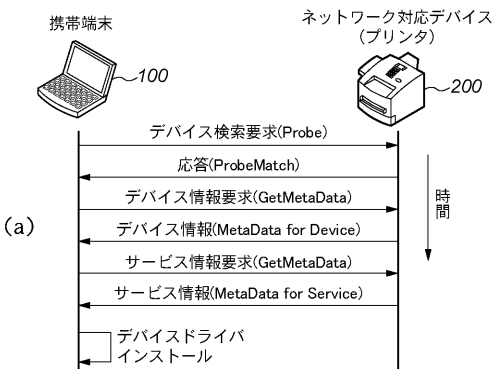 携帯端末
ネットワーク対応デバイス
(プリンタ)
100
200
デバイス検索要求(Probe)
応答(ProbeMatch)
デバイス情報要求(GetMetaData)
デバイス情報(MetaData for Device)
サービス情報要求(GetMetaData)
サービス情報(MetaData for Service)
デバイスドライバ
インストール
時間
(a)